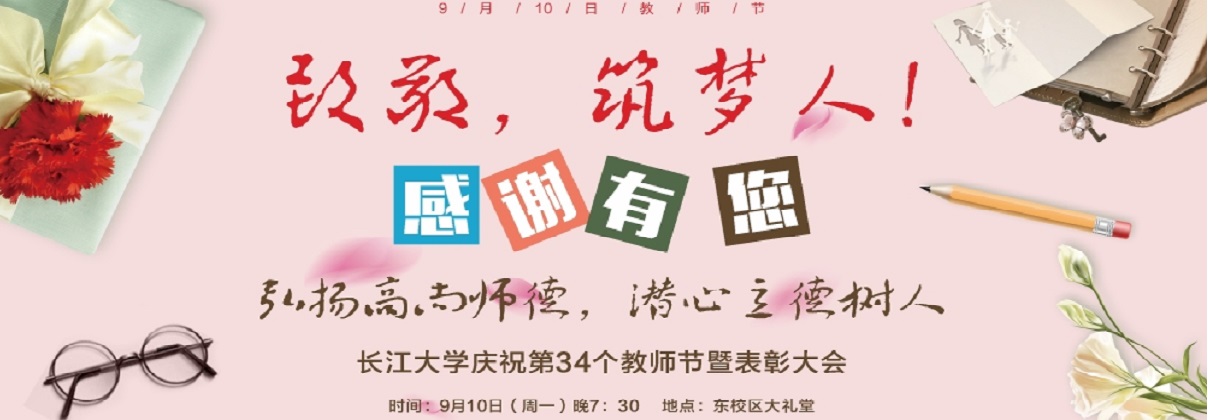 9/月/10/日/教/师/节
致敬，筑梦人！
感谢有您
弘扬高尚师德，潜心立德树人
长江大学庆祝第34个教师节暨表彰大会
时间：9月10日（周一）晚7：30 地点：东校区大礼堂